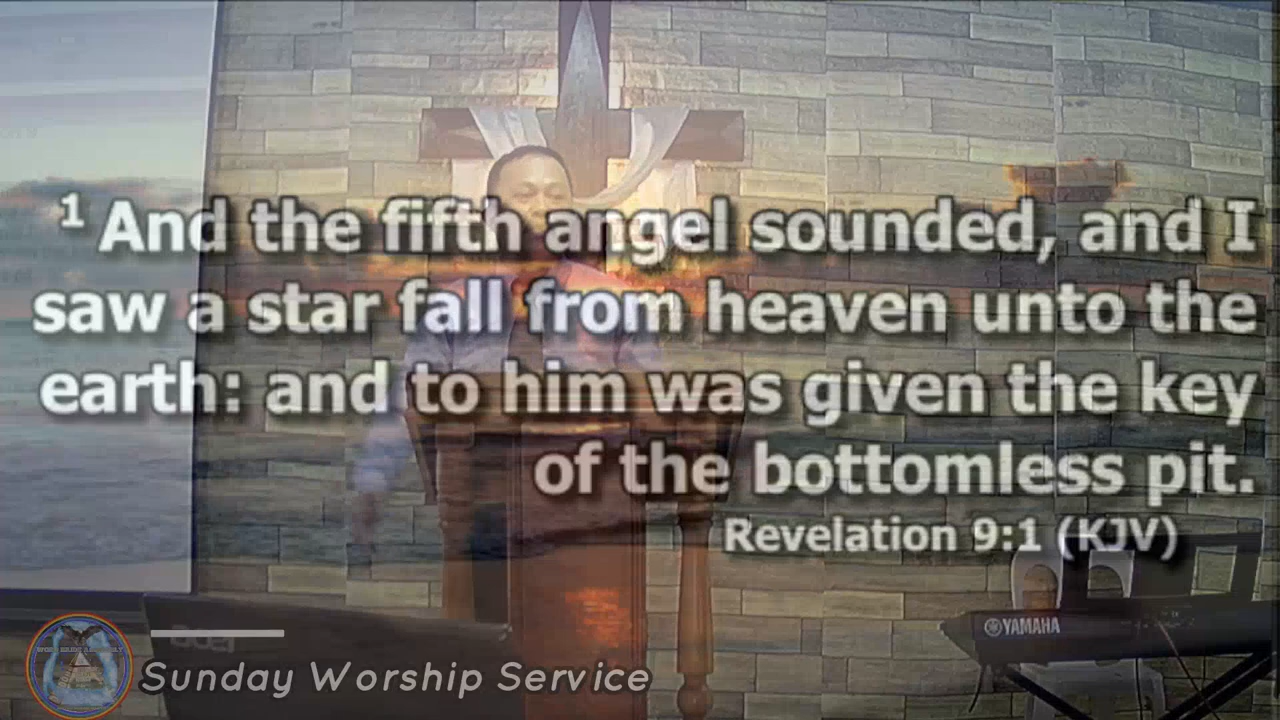 ¹ And the fifth angel sounded, and I
saw a star fall from heaven unto the
earth: and to him was given the key
of the bottomless pit.
Revelation 9:1 (KJV)
acer
YAMAHA
Sunday Worship Service